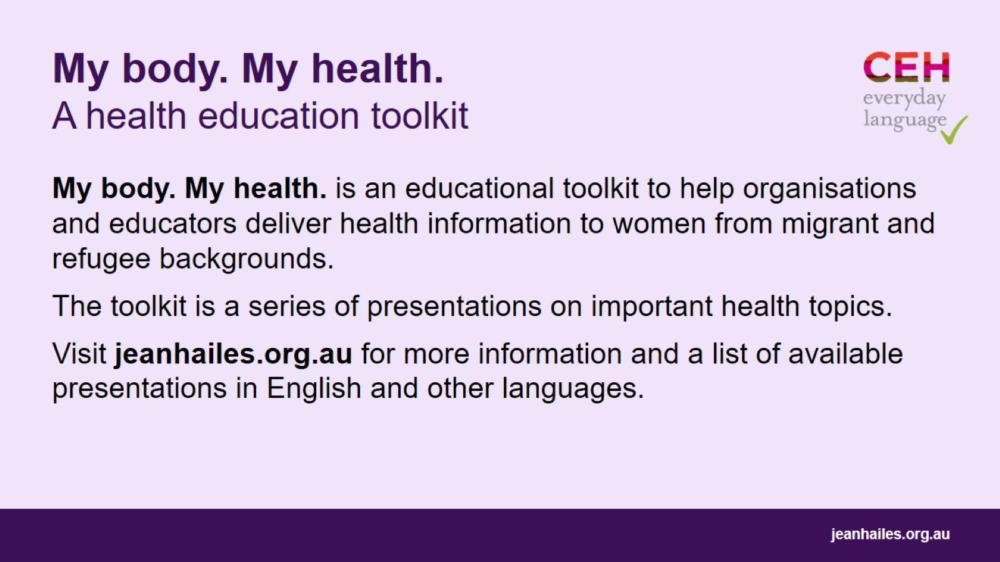 My body. My health.
A health education toolkit
CEH
everyday
language
My body. My health. is an educational toolkit to help organisations
and educators deliver health information to women from migrant and
refugee backgrounds.
The toolkit is a series of presentations on important health topics.
Visit jeanhailes.org.au for more information and a list of available
presentations in English and other languages.
jeanhailes.org.au